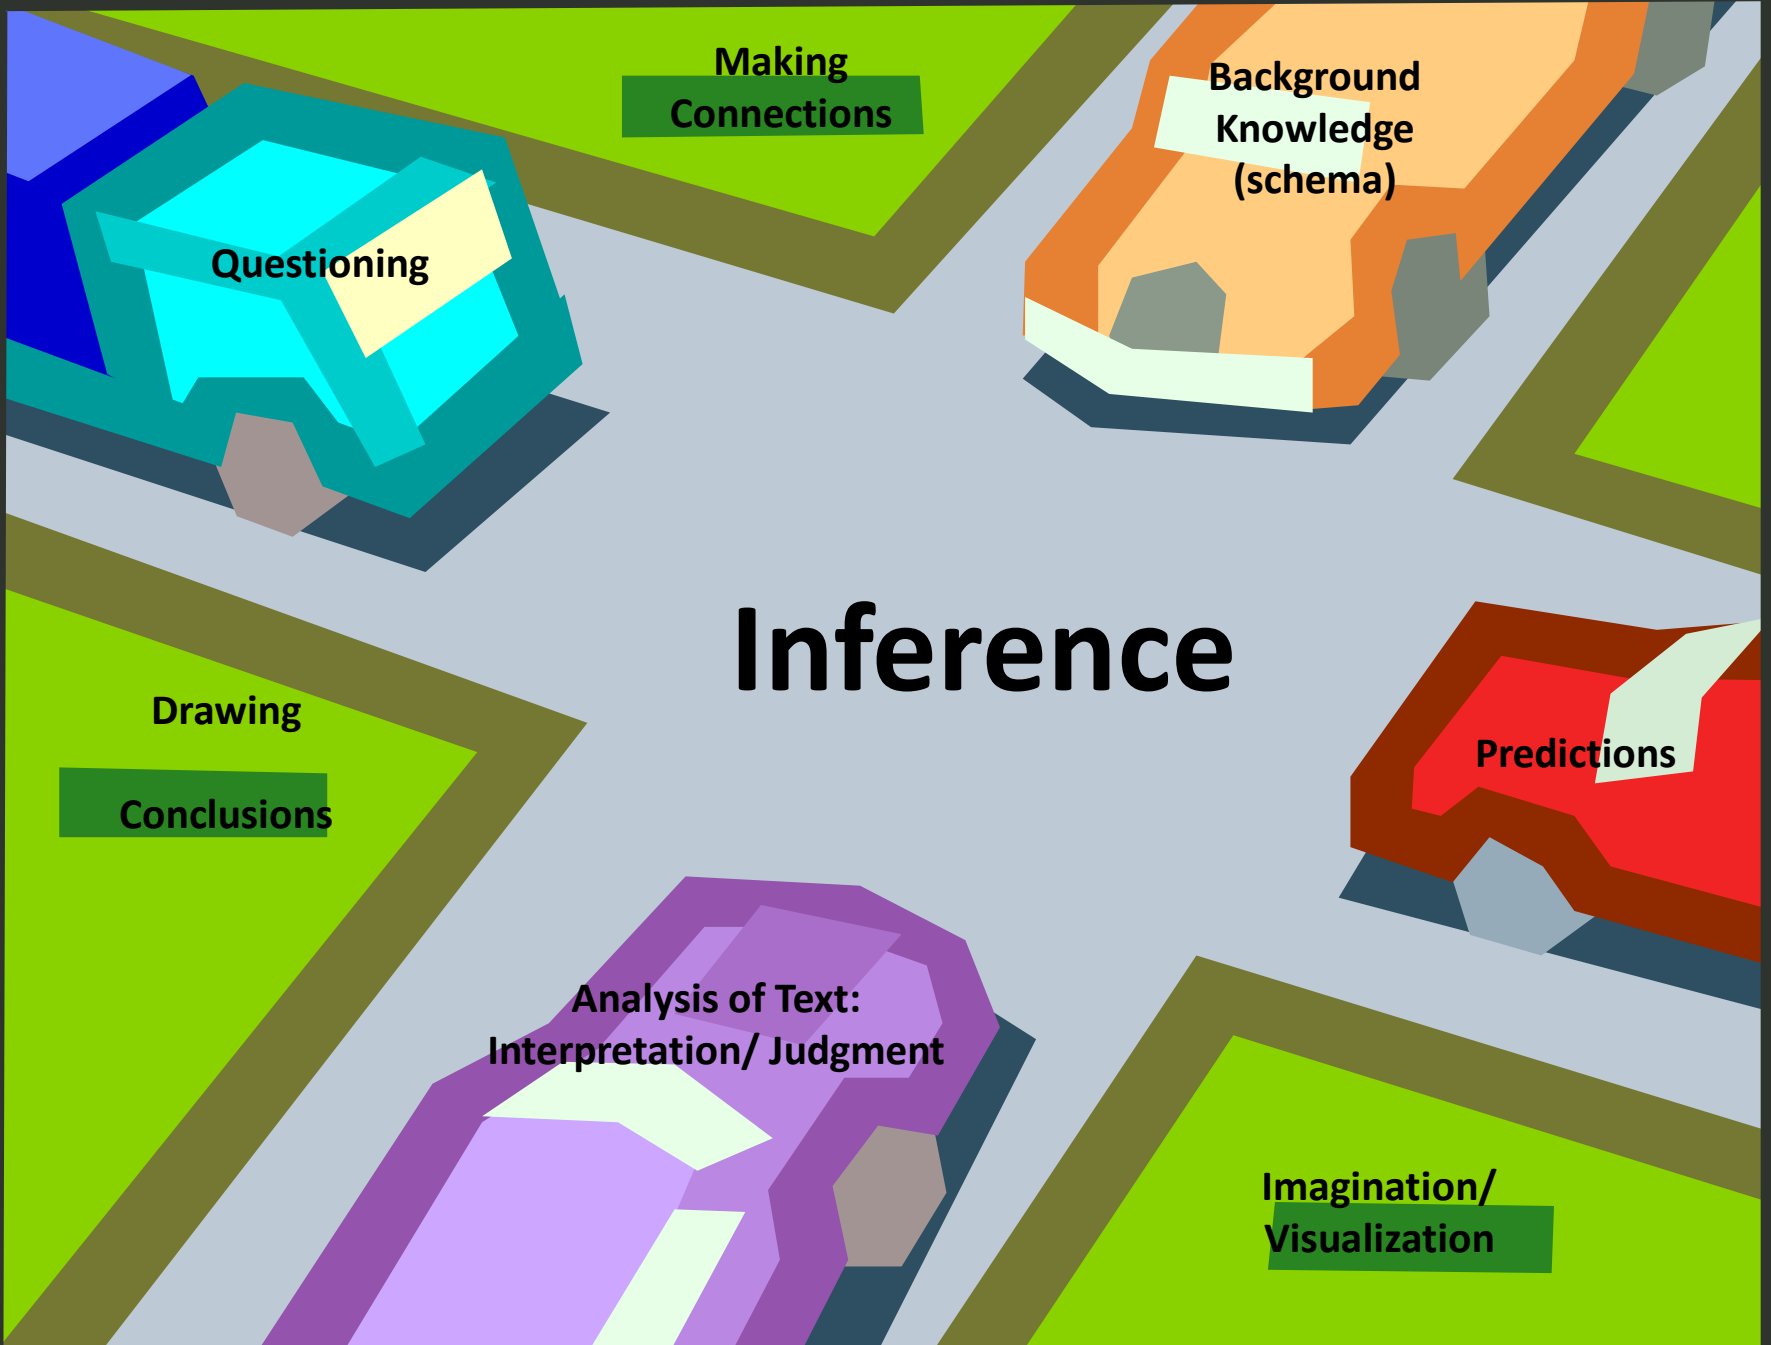 Making
Connections
Background
Knowledge
(schema)
Questioning
Inference
Drawing
Conclusions
Predictions
Analysis of Text:
Interpretation/ Judgment
Imagination/
Visualization